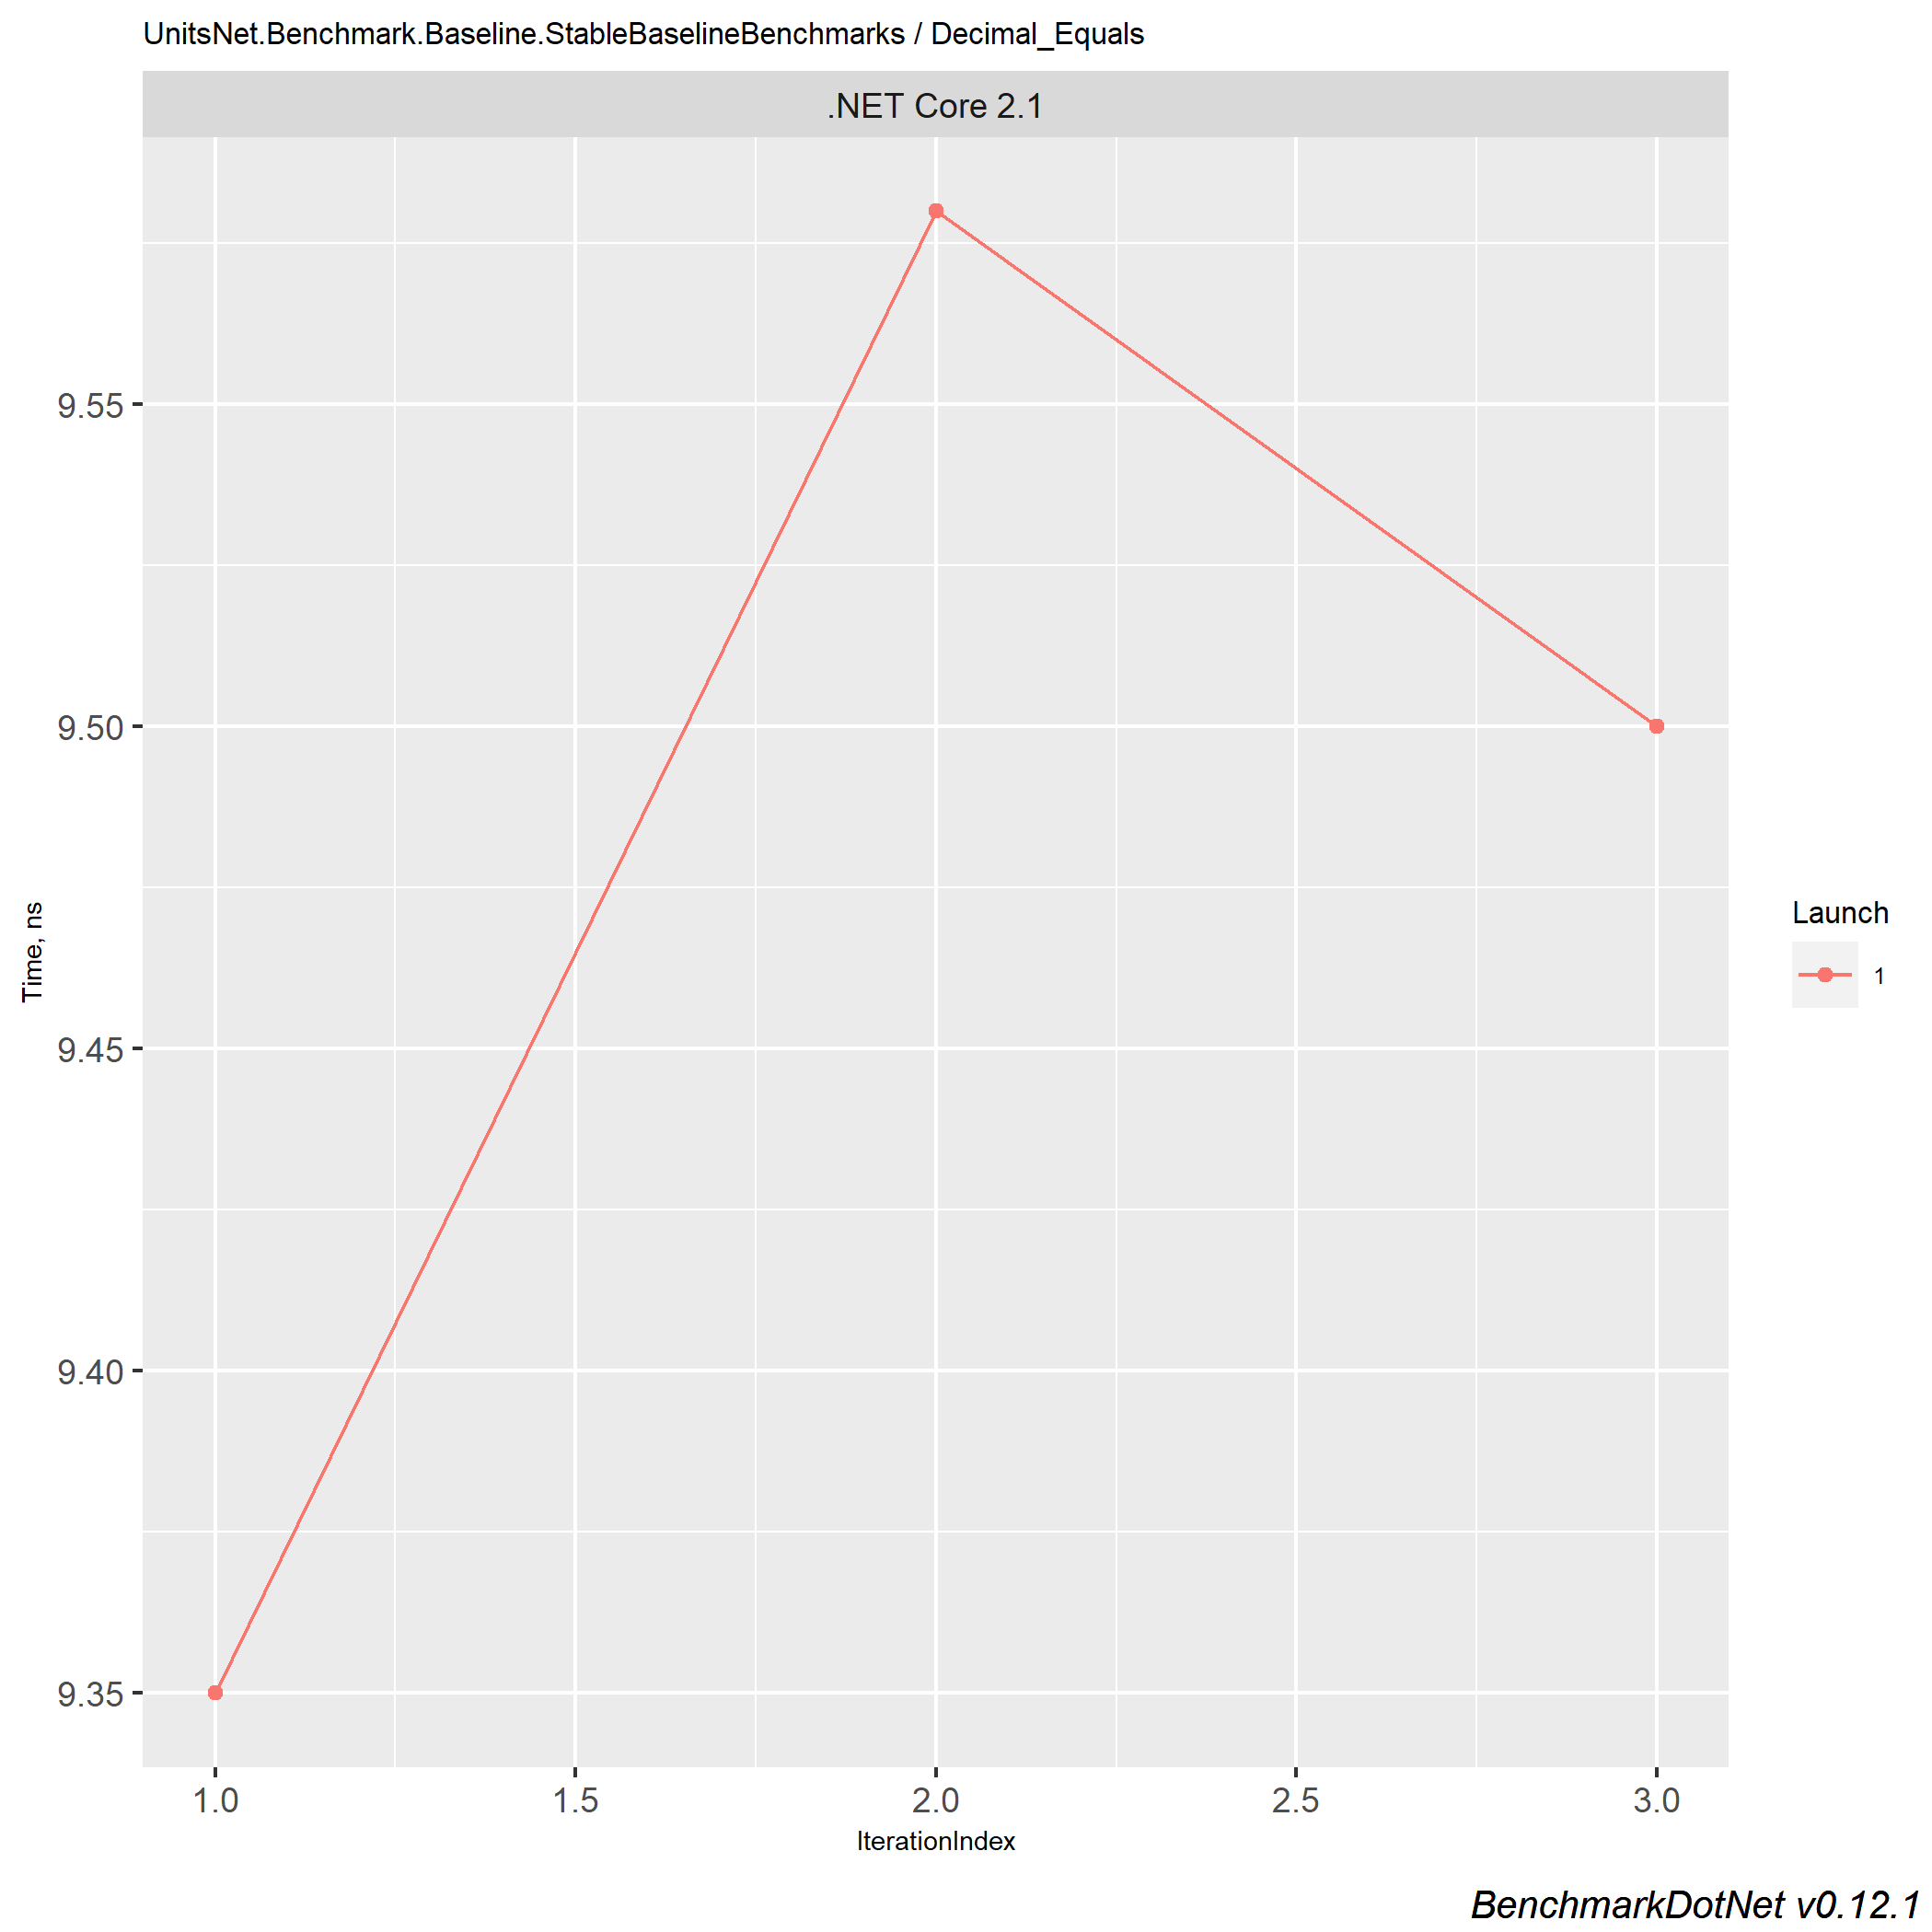 UnitsNet.Benchmark.Baseline.StableBaselineBenchmarks / Decimal_Equals
.NET Core 2.1
9.55
9.50
9.45
9.40
9.35
Time, ns
1.0 1.5 2.0 2.5 3.0
IterationIndex
Launch
1
BenchmarkDotNet v0.12.1